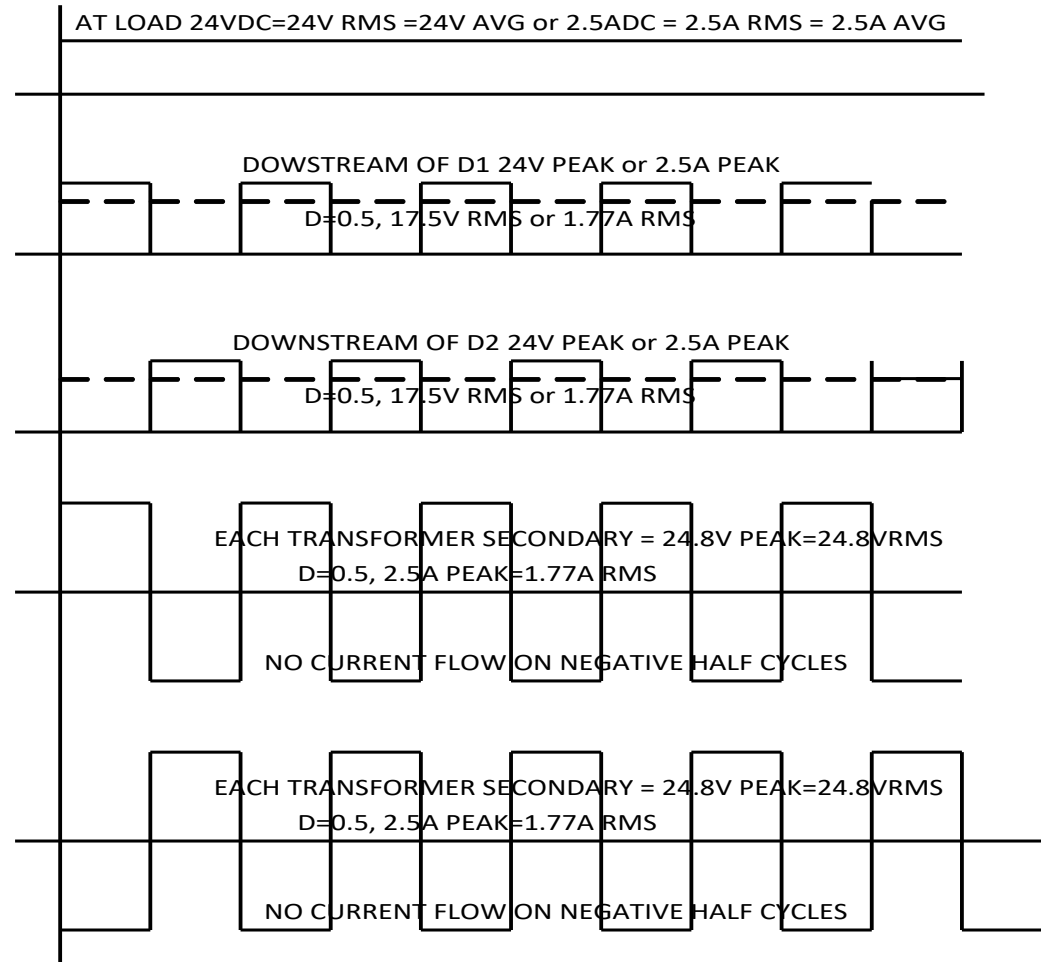 AT LOAD 24VDC=24V RMS =24V AVG or 2.5ADC = 2.5A RMS = 2.5A AVG
DOWSTREAM OF D1 24V PEAK or 2.5A PEAK
D=0.5, 17.5V RMS or 1.77A RMS
DOWNSTREAM OF D2 24V PEAK or 2.5A PEAK
D=0.5, 17.5V RMS or 1.77A RMS
EACH TRANSFORMER SECONDARY = 24.8V PEAK=24.8VRMS
D=0.5, 2.5A PEAK=1.77A RMS
NO CURRENT FLOW ON NEGATIVE HALF CYCLES
EACH TRANSFORMER SECONDARY = 24.8V PEAK=24.8VRMS
D=0.5, 2.5A PEAK=1.77A RMS
NO CURRENT FLOW ON NEGATIVE HALF CYCLES